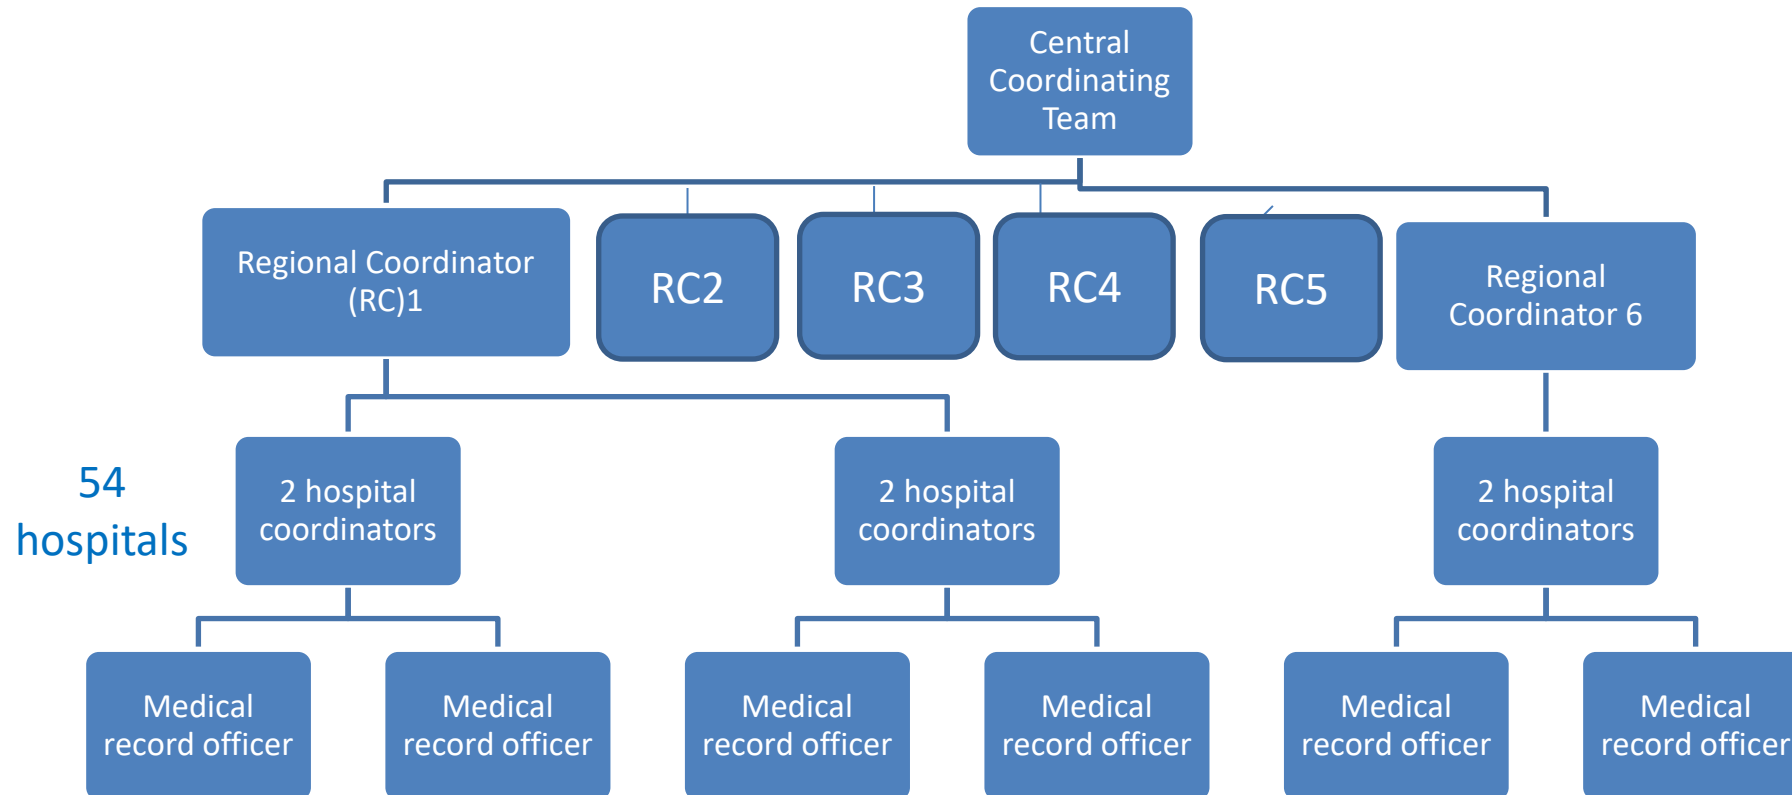 Central
Coordinating
Team
Regional Coordinator
(RC)1
RC2
RC3
RC4
RC5
Regional
Coordinator 6
54
hospitals
2 hospital
coordinators
2 hospital
coordinators
2 hospital
coordinators
Medical
record officer
Medical
record officer
Medical
record officer
Medical
record officer
Medical
record officer
Medical
record officer